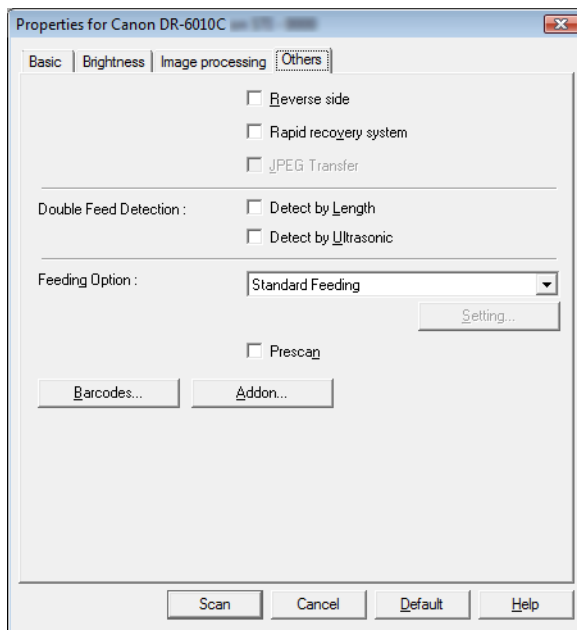 Properties for Canon DR-6010C
Basic Brightness Image processing Others
Reverse side
Rapid recovery system
JPEG Transfer
Double Feed Detection : Detect by Length
Detect by Ultrasonic
Feeding Option : Standard Feeding
Setting...
Prescan
Barcodes... Addon...
Scan Cancel Default Help